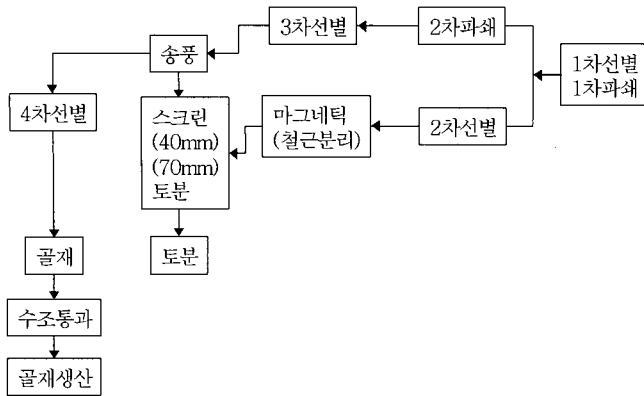 3차선별
2차파쇄
송풍
1차선별
1차파쇄
4차선별
스크린
(40mm)
(70mm)
토분
마그네틱
(철근분리)
2차선별
골재
토분
수조통과
골재생산